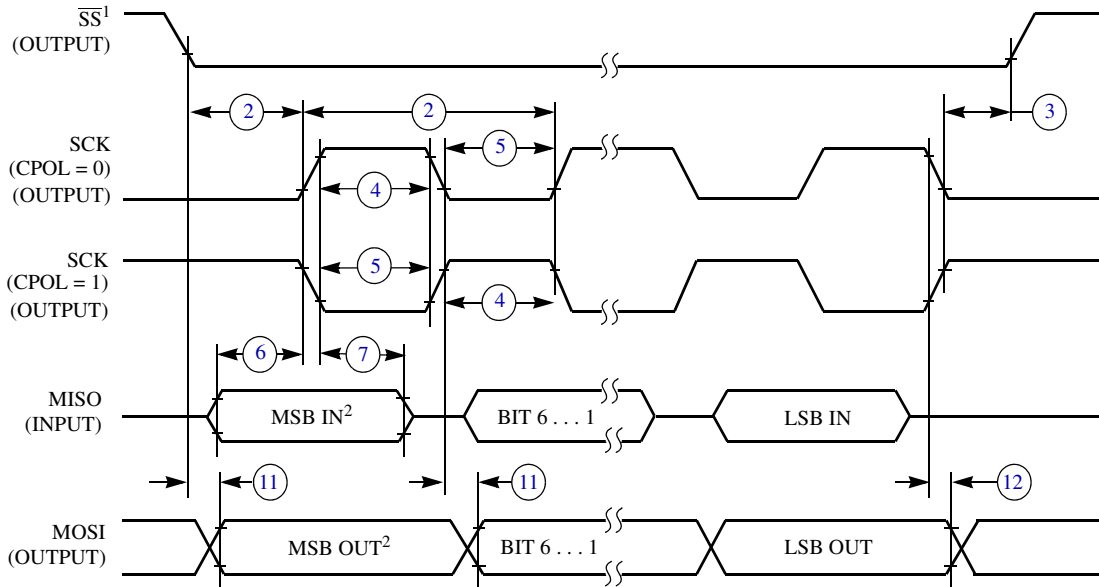 SS¹
(OUTPUT)
2
2
3
SCK
(CPOL = 0)
(OUTPUT)
5
4
SCK
(CPOL = 1)
(OUTPUT)
5
4
6
7
MISO
(INPUT)
MSB IN²
BIT 6 . . . 1
LSB IN
11
11
12
MOSI
(OUTPUT)
MSB OUT²
BIT 6 . . . 1
LSB OUT